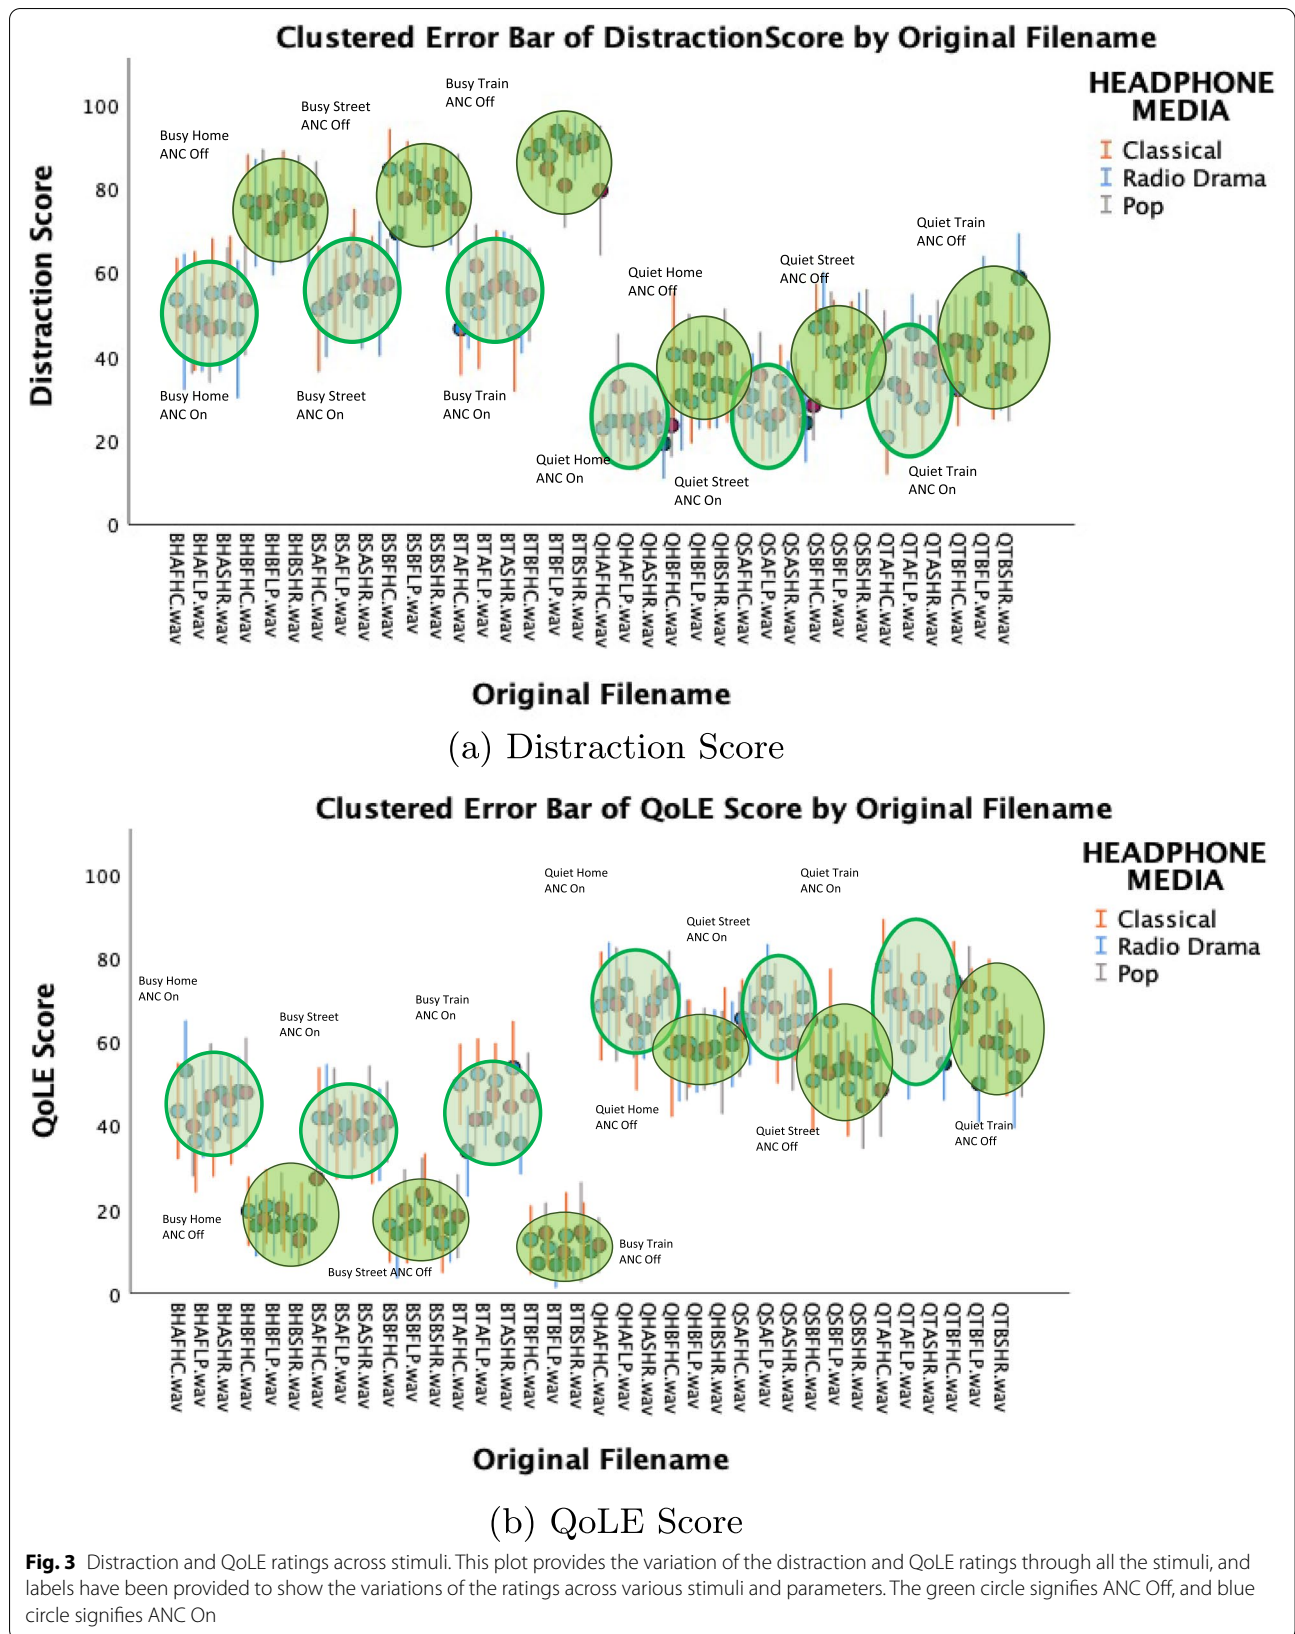 Clustered Error Bar of DistractionScore by Original Filename
HEADPHONE
MEDIA
Classical
Radio Drama
Pop
Distraction Score
100
80
60
40
20
0
Busy Home
ANC Off
Busy Street
ANC Off
Busy Train
ANC Off
Busy Home
ANC On
Busy Street
ANC On
Busy Train
ANC On
Quiet Home
ANC Off
Quiet Street
ANC Off
Quiet Train
ANC Off
Quiet Home
ANC On
Quiet Street
ANC On
Quiet Train
ANC On
BHAFHC.wav
BHAFLP.wav
BHASHR.wav
BHBFHC.wav
BHBFLP.wav
BHBSHR.wav
BSAFHC.wav
BSAFLP.wav
BSASHR.wav
BSBFHC.wav
BSBFLP.wav
BSBSHR.wav
BTAFHC.wav
BTAFLP.wav
BTASHR.wav
BTBFHC.wav
BTBFLP.wav
BTBSHR.wav
QHAFHC.wav
QHAFLP.wav
QHASHR.wav
QHBFHC.wav
QHBFLP.wav
QHBSHR.wav
QSAFHC.wav
QSAFLP.wav
QSASHR.wav
QSBFHC.wav
QSBFLP.wav
QSBSHR.wav
QTAFHC.wav
QTAFLP.wav
QTASHR.wav
QTBFHC.wav
QTBFLP.wav
QTBSHR.wav
Original Filename
(a) Distraction Score
Clustered Error Bar of QoLE Score by Original Filename
HEADPHONE
MEDIA
Classical
Radio Drama
Pop
QoLE Score
100
80
60
40
20
0
Quiet Home
ANC On
Quiet Train
ANC On
Quiet Street
ANC On
Busy Home
ANC On
Busy Street
ANC On
Busy Train
ANC On
Quiet Home
ANC Off
Quiet Street
ANC Off
Quiet Train
ANC Off
Busy Home
ANC Off
Busy Street ANC Off
Busy Train
ANC Off
BHAFHC.wav
BHAFLP.wav
BHASHR.wav
BHBFHC.wav
BHBFLP.wav
BHBSHR.wav
BSAFHC.wav
BSAFLP.wav
BSASHR.wav
BSBFHC.wav
BSBFLP.wav
BSBSHR.wav
BTAFHC.wav
BTAFLP.wav
BTASHR.wav
BTBFHC.wav
BTBFLP.wav
BTBSHR.wav
QHAFHC.wav
QHAFLP.wav
QHASHR.wav
QHBFHC.wav
QHBFLP.wav
QHBSHR.wav
QSAFHC.wav
QSAFLP.wav
QSASHR.wav
QSBFHC.wav
QSBFLP.wav
QSBSHR.wav
QTAFHC.wav
QTAFLP.wav
QTASHR.wav
QTBFHC.wav
QTBFLP.wav
QTBSHR.wav
Original Filename
(b) QoLE Score
Fig. 3 Distraction and QoLE ratings across stimuli. This plot provides the variation of the distraction and QoLE ratings through all the stimuli, and
labels have been provided to show the variations of the ratings across various stimuli and parameters. The green circle signifies ANC Off, and blue
circle signifies ANC On